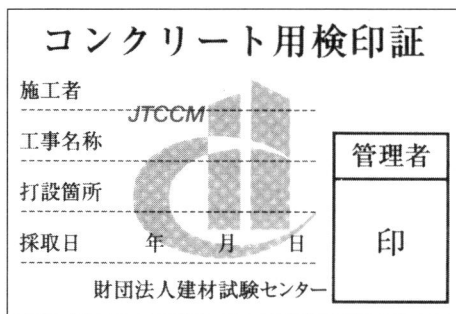 コンクリート用検印証
施工者
JTCCM
工事名称
管理者
打設箇所
印
採取日 年 月 日
財団法人建材試験センター